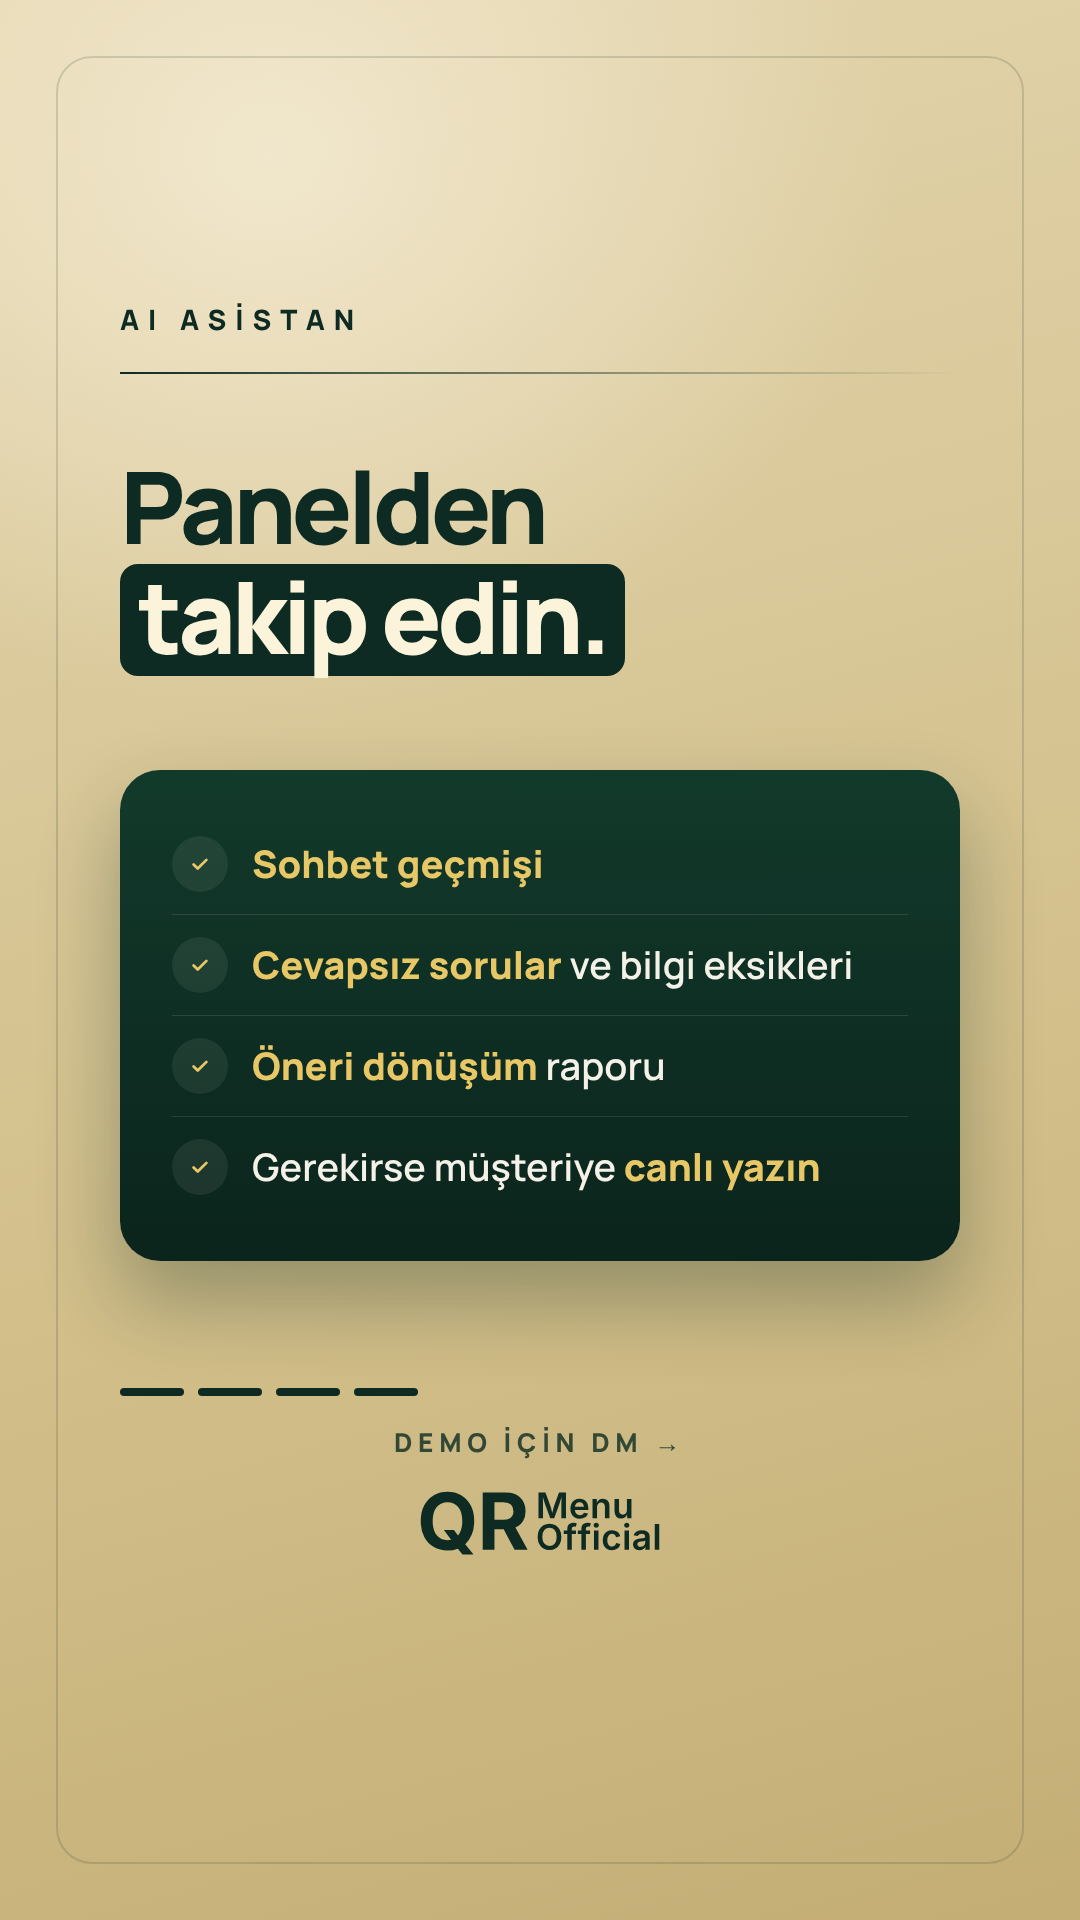 AI ASİSTAN
Panelden
takip edin.
Sohbet geçmişi
Cevapsız sorular ve bilgi eksikleri
Öneri dönüşüm raporu
Gerekirse müşteriye canlı yazın
DEMO İÇİN DM →
QR Menu
Official